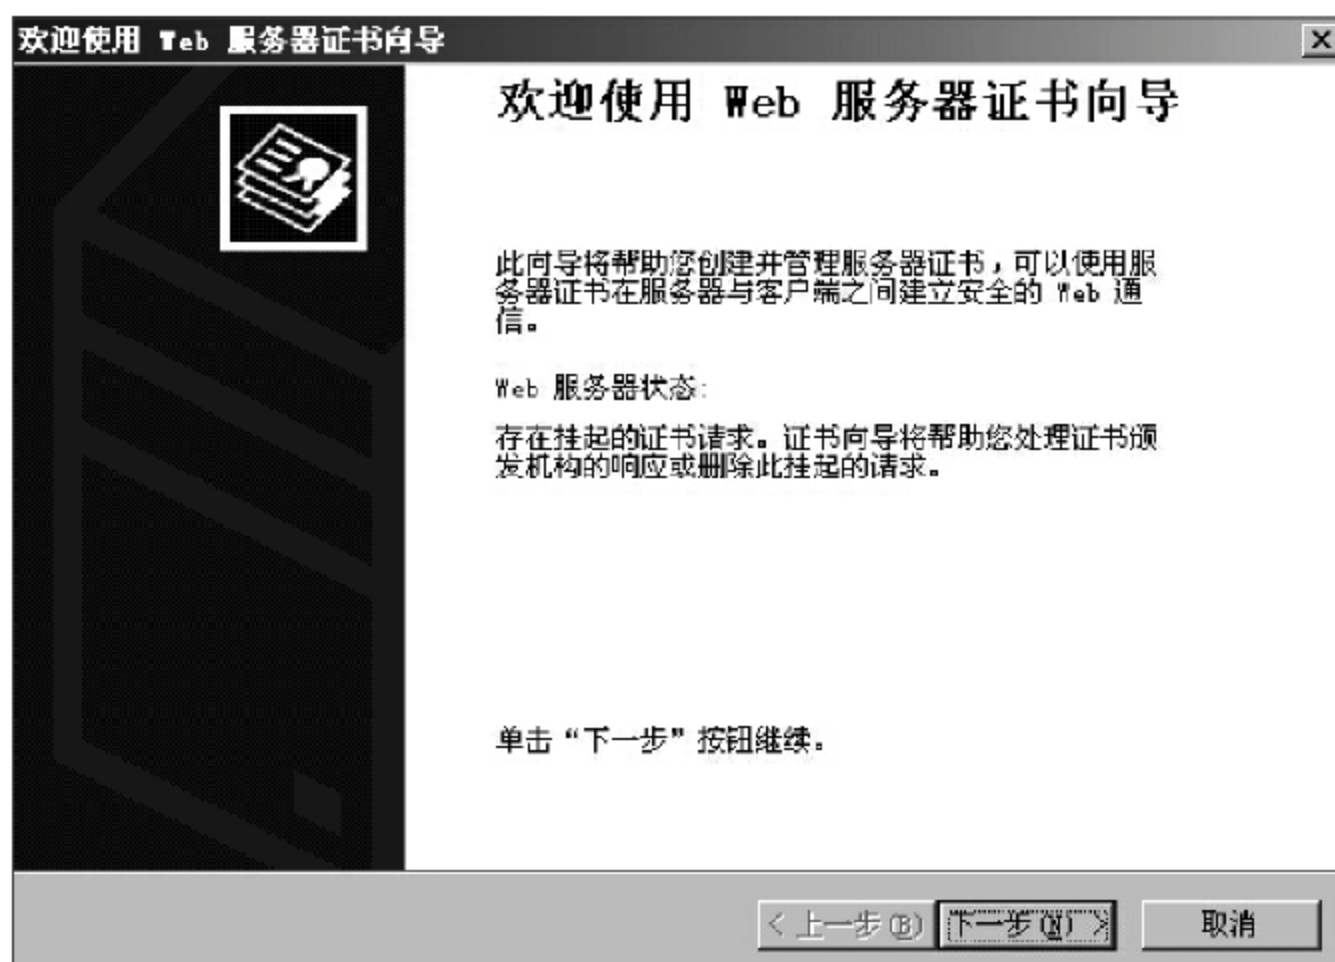 欢迎使用 Web 服务器证书向导
欢迎使用 Web 服务器证书向导
此向导将帮助您创建并管理服务器证书，可以使用服
务器证书在服务器与客户端之间建立安全的 Web 通
信。
Web 服务器状态:
存在挂起的证书请求。证书向导将帮助您处理证书颁
发机构的响应或删除此挂起的请求。
单击“下一步”按钮继续。
< 上一步(B) 下一步(N) > 取消